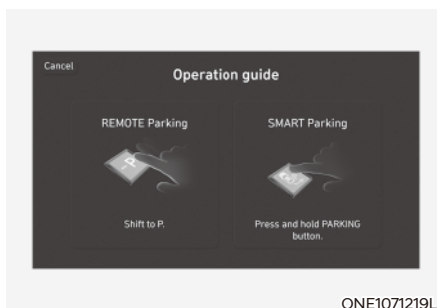 Cancel
Operation guide
REMOTE Parking
Shift to P.
SMART Parking
Press and hold PARKING
button.
ONE1071219L